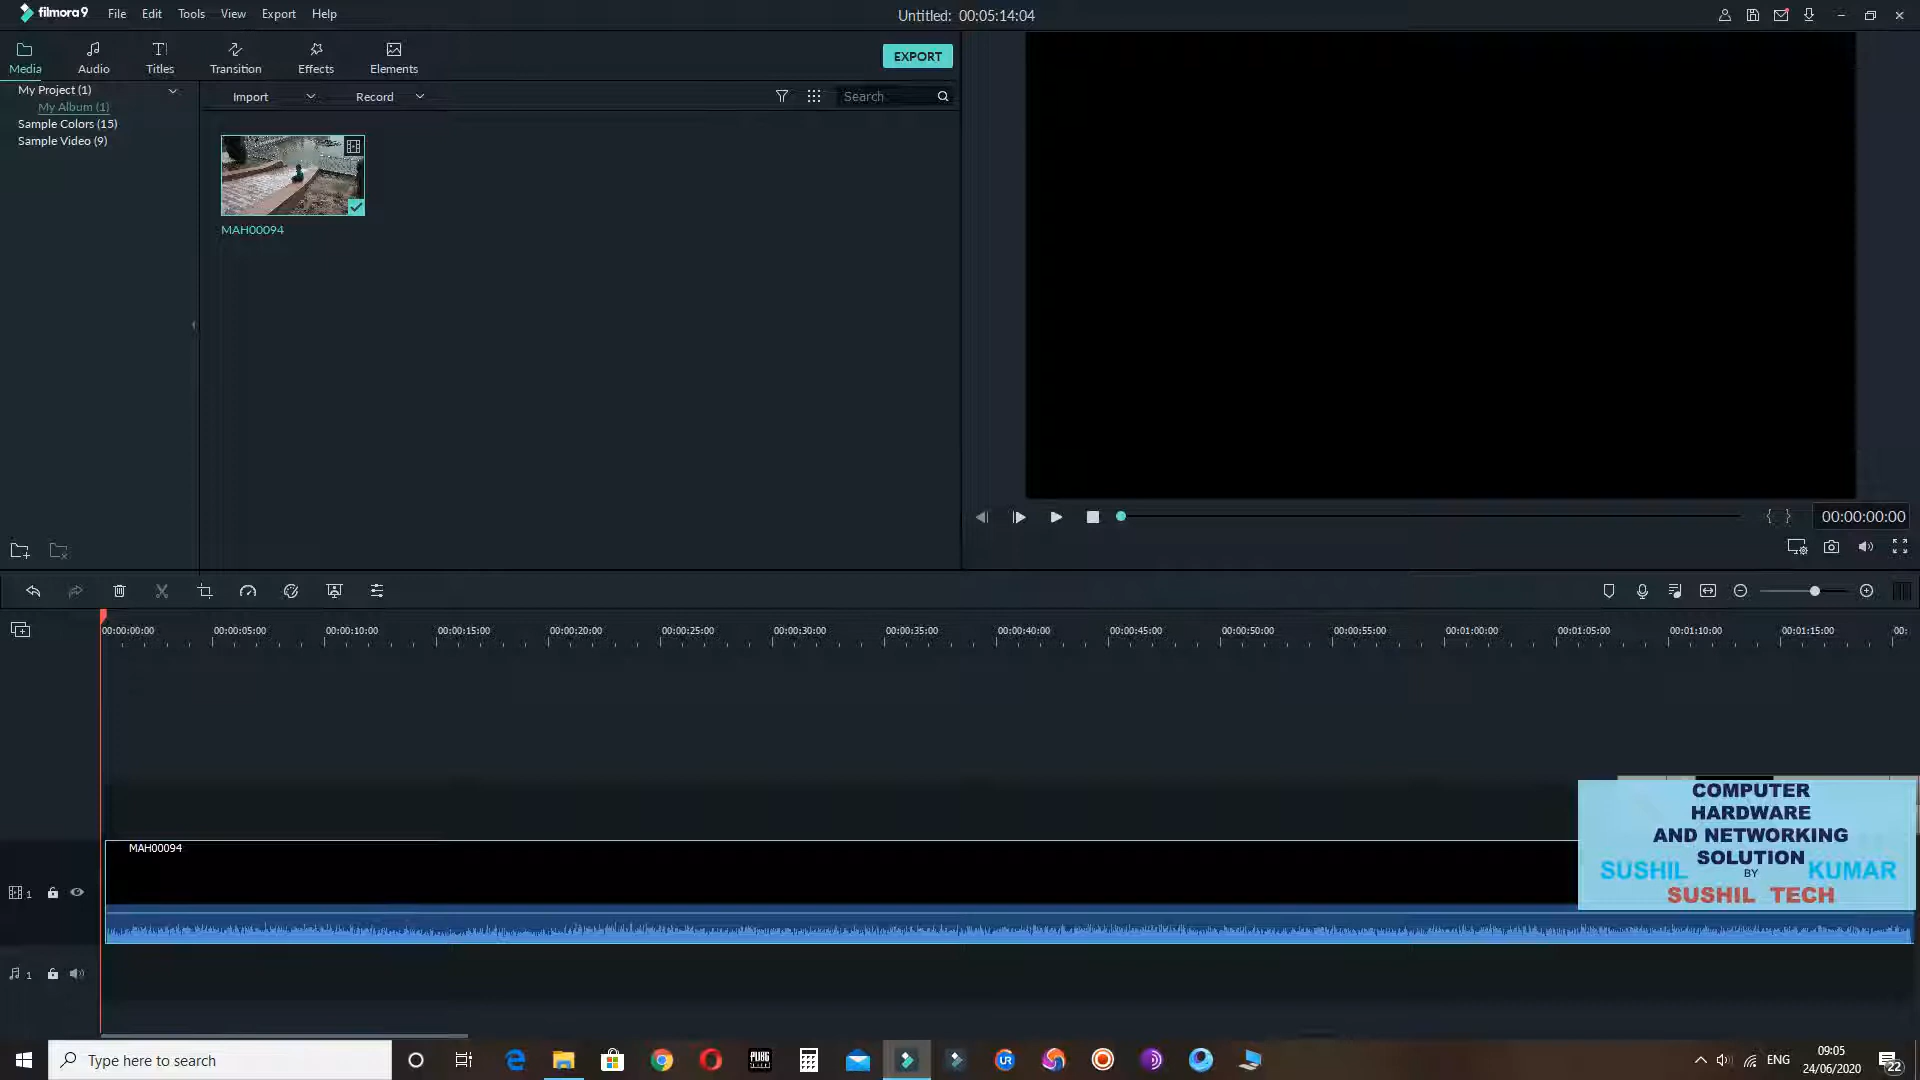 filmora9
File Edit Tools View Export Help
Untitled: 00:05:14:04
Media Audio Titles Transition Effects Elements
EXPORT
My Project (1)
My Album (1)
Sample Colors (15)
Sample Video (9)
Import Record Search
MAH00094
00:00:00:00
00:00:00:00 00:00:05:00 00:00:10:00 00:00:15:00 00:00:20:00 00:00:25:00 00:00:30:00 00:00:35:00 00:00:40:00 00:00:45:00 00:00:50:00 00:00:55:00 00:01:00:00 00:01:05:00 00:01:10:00 00:01:15:00 00:
MAH00094
1
1
COMPUTER
HARDWARE
AND NETWORKING
SOLUTION
SUSHIL BY KUMAR
SUSHIL TECH
Type here to search
PUBG
UR
ENG
09:05
24/06/2020
22